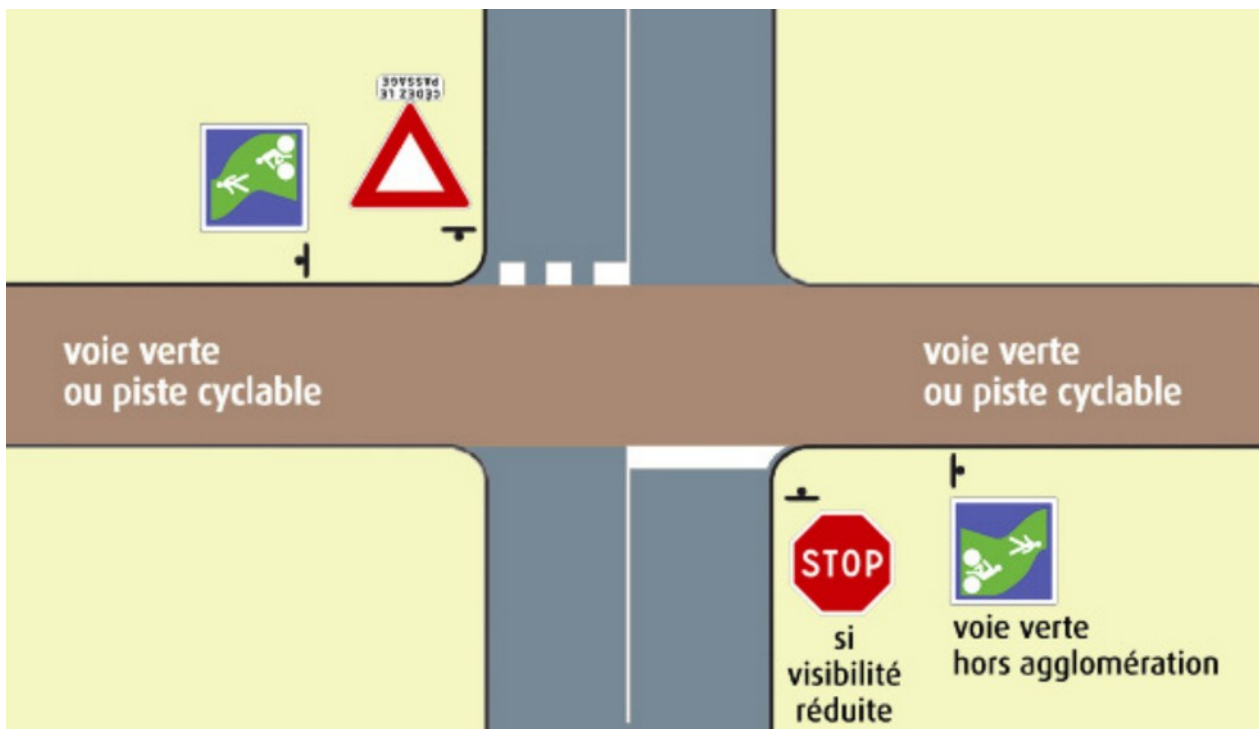 CÉDEZ LE
PASSAGE
voie verte
ou piste cyclable
voie verte
ou piste cyclable
STOP
si
visibilité
réduite
voie verte
hors agglomération